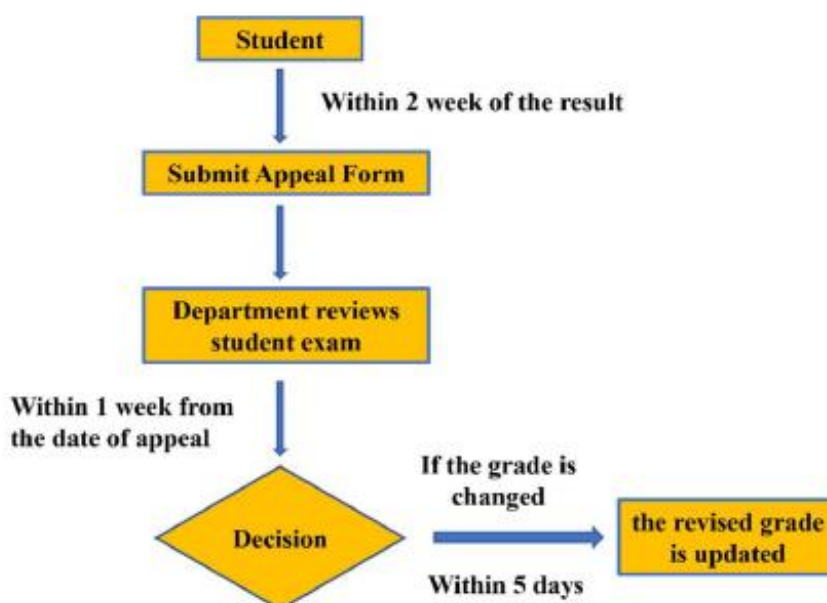 Student
Within 2 week of the result
Submit Appeal Form
Department reviews
student exam
Within 1 week from
the date of appeal
Decision
If the grade is
changed
Within 5 days
the revised grade
is updated